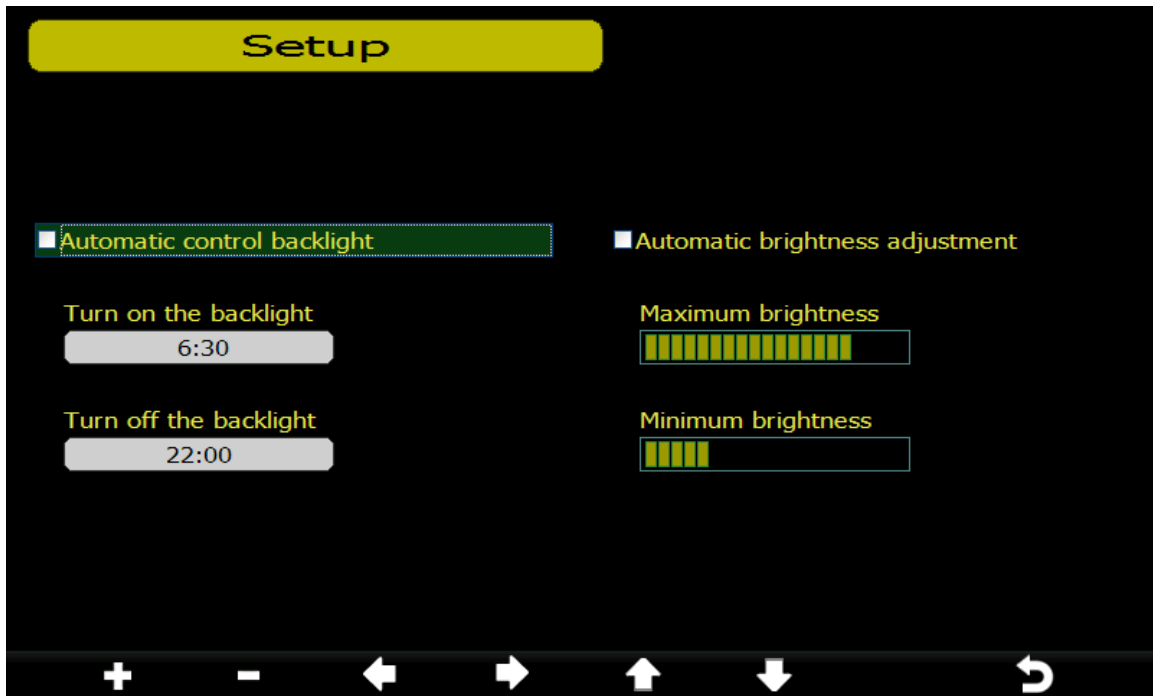 Setup
Automatic control backlight
Automatic brightness adjustment
Turn on the backlight
6:30
Maximum brightness
Turn off the backlight
22:00
Minimum brightness